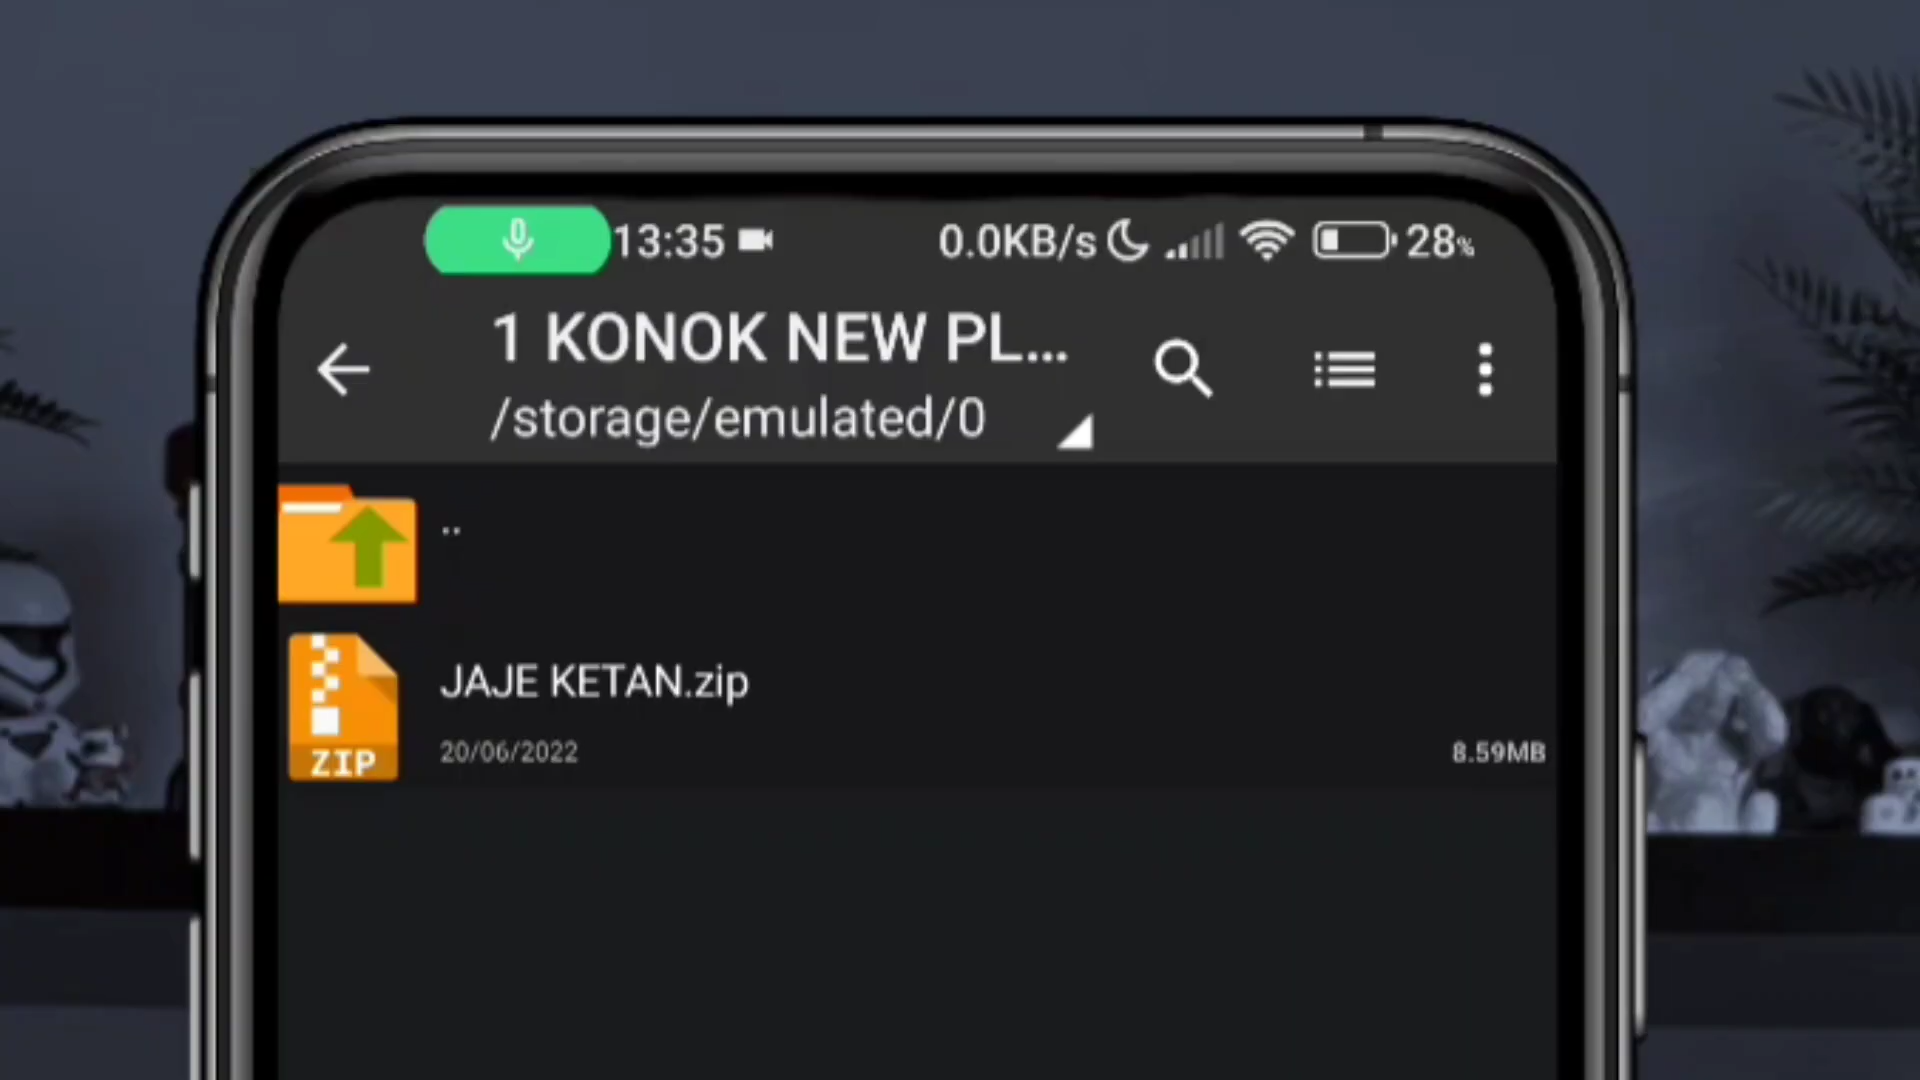 13:35 0.0KB/s 28%
1 KONOK NEW PL...
/storage/emulated/0
..
JAJE KETAN.zip
ZIP
20/06/2022 8.59MB